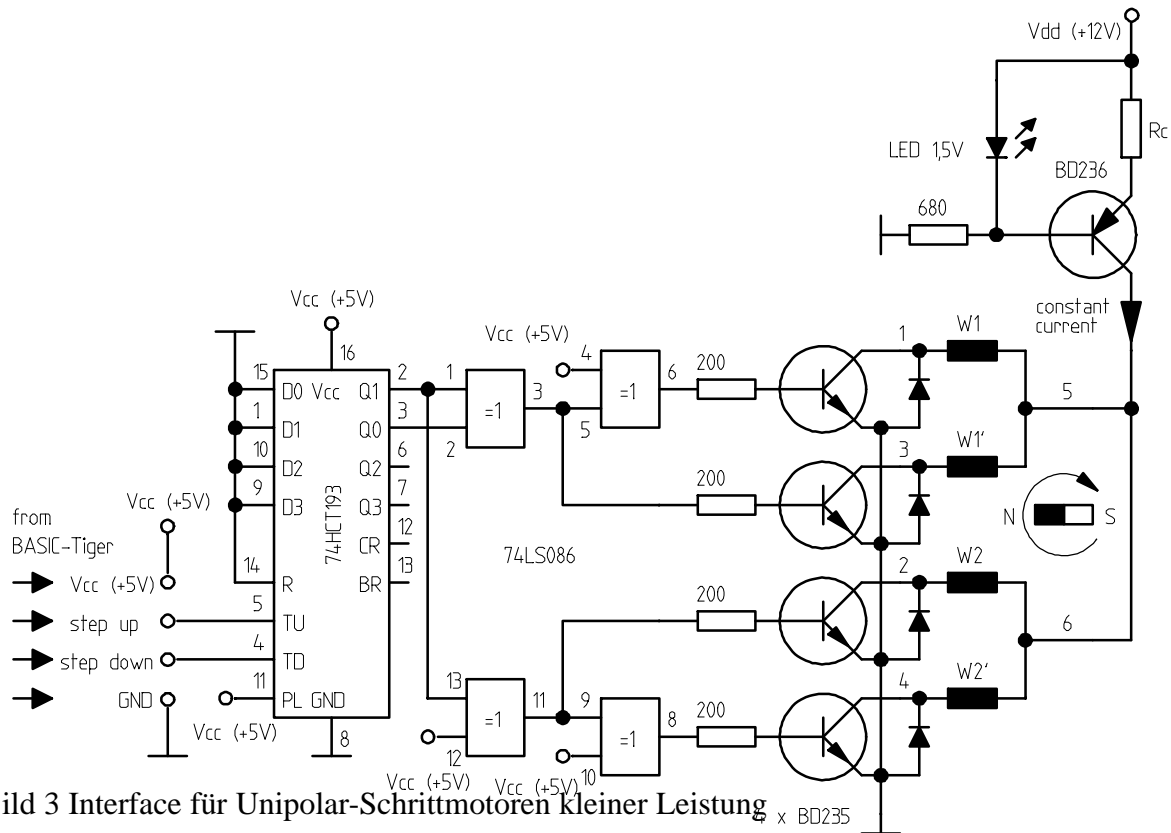 Vdd (+12V)
Rc
LED 1,5V
BD236
680
constant
current
Vcc (+5V)
16
15 D0 Vcc Q1 2
1 D1 Q0 3
10 D2 Q2 6
9 D3 Q3 7
CR 12
14 R BR 13
5 TU
4 TD
11 PL GND
8
74HCT193
Vcc (+5V)
from
BASIC-Tiger
Vcc (+5V)
step up
step down
GND
Vcc (+5V)
1
2
=1
3
Vcc (+5V)
4
5
=1
6
200
1
W1
5
200
3
W1'
N S
74LS086
200
2
W2
6
13
12
=1
11
Vcc (+5V)
9
10
=1
8
Vcc (+5V)
200
4
W2'
4 x BD235
ild 3 Interface für Unipolar-Schrittmotoren kleiner Leistung